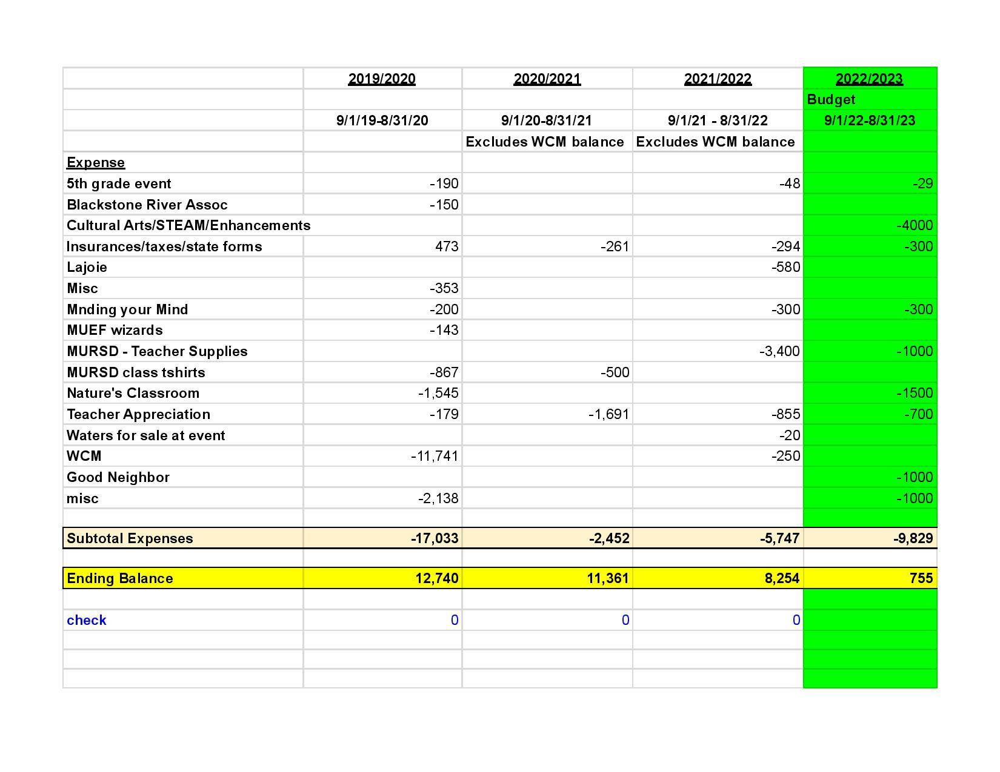 2019/2020 2020/2021 2021/2022 2022/2023
Budget
9/1/19-8/31/20 9/1/20-8/31/21 9/1/21 - 8/31/22 9/1/22-8/31/23
Excludes WCM balance Excludes WCM balance
Expense
5th grade event -190 -48 -29
Blackstone River Assoc -150
Cultural Arts/STEAM/Enhancements -4000
Insurances/taxes/state forms 473 -261 -294 -300
Lajoie -580
Misc -353
Mnding your Mind -200 -300 -300
MUEF wizards -143
MURSD - Teacher Supplies -3,400 -1000
MURSD class tshirts -867 -500
Nature's Classroom -1,545 -1500
Teacher Appreciation -179 -1,691 -855 -700
Waters for sale at event -20
WCM -11,741 -250
Good Neighbor -1000
misc -2,138 -1000
Subtotal Expenses -17,033 -2,452 -5,747 -9,829
Ending Balance 12,740 11,361 8,254 755
check 0 0 0